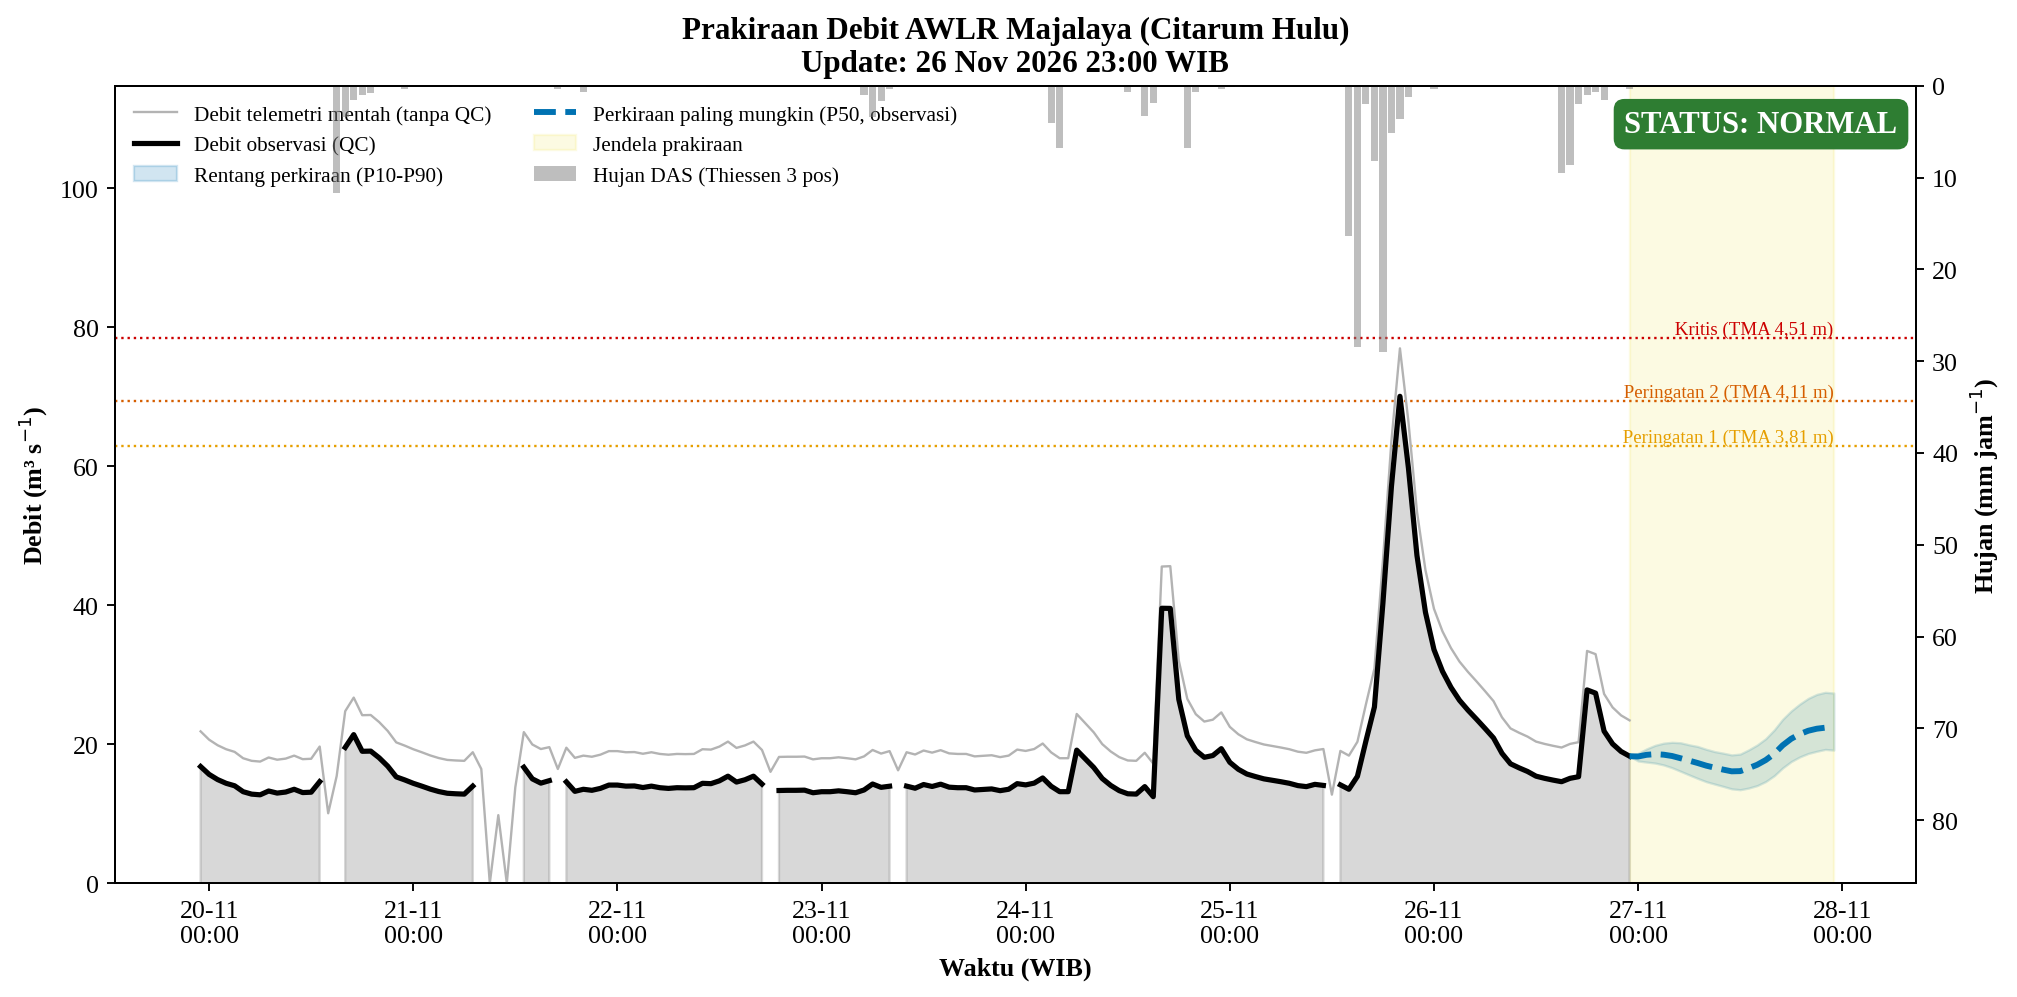 Prakiraan Debit AWLR Majalaya (Citarum Hulu)
Update: 26 Nov 2026 23:00 WIB
Debit telemetri mentah (tanpa QC)
Debit observasi (QC)
Rentang perkiraan (P10-P90)
Perkiraan paling mungkin (P50, observasi)
Jendela prakiraan
Hujan DAS (Thiessen 3 pos)
STATUS: NORMAL
Kritis (TMA 4,51 m)
Peringatan 2 (TMA 4,11 m)
Peringatan 1 (TMA 3,81 m)
Debit (m³ s⁻¹)
100
80
60
40
20
0
Hujan (mm jam⁻¹)
0
10
20
30
40
50
60
70
80
20-11
00:00
21-11
00:00
22-11
00:00
23-11
00:00
24-11
00:00
25-11
00:00
26-11
00:00
27-11
00:00
28-11
00:00
Waktu (WIB)